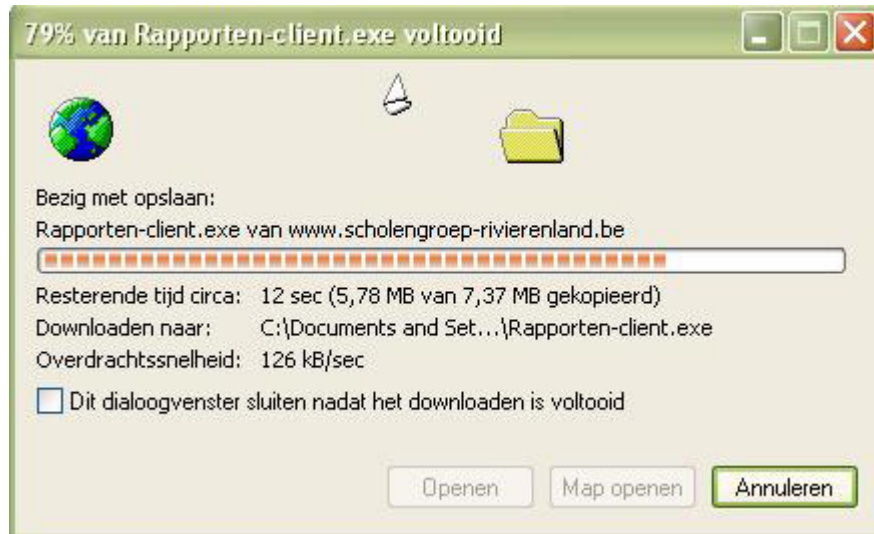 79% van Rapporten-client.exe voltooid
Bezig met opslaan:
Rapporten-client.exe van www.scholengroep-rivierenland.be
Resterende tijd circa: 12 sec (5,78 MB van 7,37 MB gekopieerd)
Downloaden naar: C:\Documents and Set...\Rapporten-client.exe
Overdrachtssnelheid: 126 kB/sec
Dit dialoogvenster sluiten nadat het downloaden is voltooid
Openen Map openen Annuleren